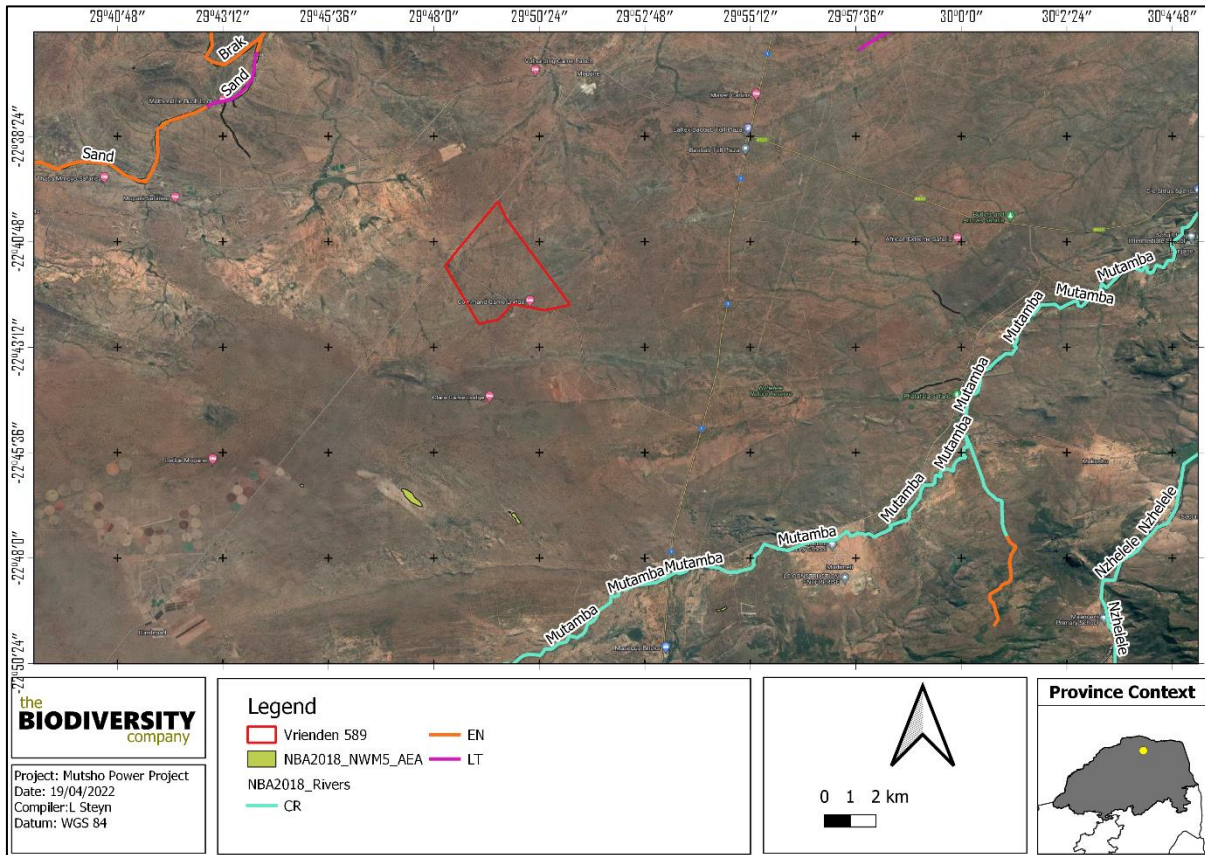 29°40′48″
29°43′12″
29°45′36″
29°48′0″
29°50′24″
29°52′48″
29°55′12″
29°57′36″
30°0′0″
30°2′24″
30°4′48″
-22°38′24″
-22°40′48″
-22°43′12″
-22°45′36″
-22°48′0″
-22°50′24″
Brak
Sand
Sand
Mopane
Baobab Toll Plaza
Mutamba
Mutamba
Mutamba
Mutamba
Mutamba
Mutamba
Mutamba
Mutamba
Mutamba
Mutamba
Nzhelele
Nzhelele
Nzhelele
the
BIODIVERSITY
company
Project: Mutsho Power Project
Date: 19/04/2022
Compiler:L Steyn
Datum: WGS 84
Legend
Vrienden 589
NBA2018_NWM5_AEA
NBA2018_Rivers
CR
EN
LT
0 1 2 km
Province Context